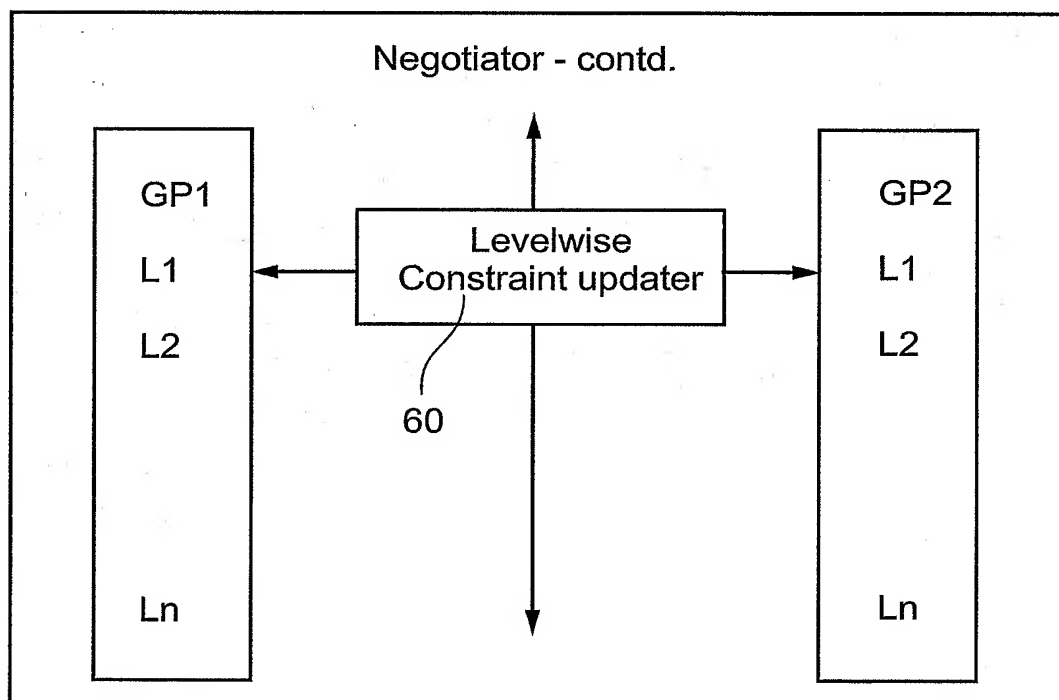 Negotiator - contd.
GP1
L1
L2
Ln
Levelwise
Constraint updater
60
GP2
L1
L2
Ln